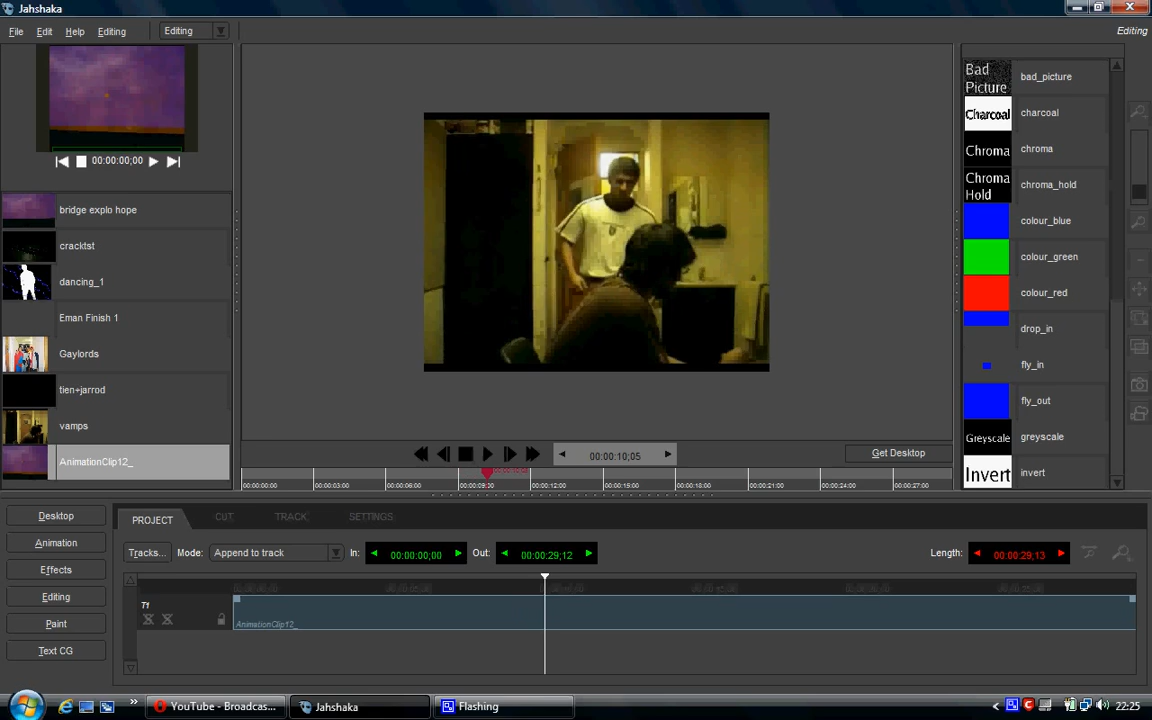 Jahshaka
File Edit Help Editing Editing Editing
00:00:00;00
bridge explo hope
cracktst
dancing_1
Eman Finish 1
Gaylords
tien+jarrod
vamps
AnimationClip12_
Bad Picture bad_picture
Charcoal charcoal
Chroma chroma
Chroma Hold chroma_hold
colour_blue
colour_green
colour_red
drop_in
fly_in
fly_out
Greyscale greyscale
Invert invert
00:00:10;05
Get Desktop
00:00:00;00 00:00:03;00 00:00:06;00 00:00:09;00 00:00:12;00 00:00:15;00 00:00:18;00 00:00:21;00 00:00:24;00 00:00:27;00
Desktop
Animation
Effects
Editing
Paint
Text CG
PROJECT CUT TRACK SETTINGS
Tracks... Mode: Append to track In: 00:00:00;00 Out: 00:00:29;12 Length: 00:00:29;13
T1
AnimationClip12_
YouTube - Broadcas... Jahshaka Flashing 22:25